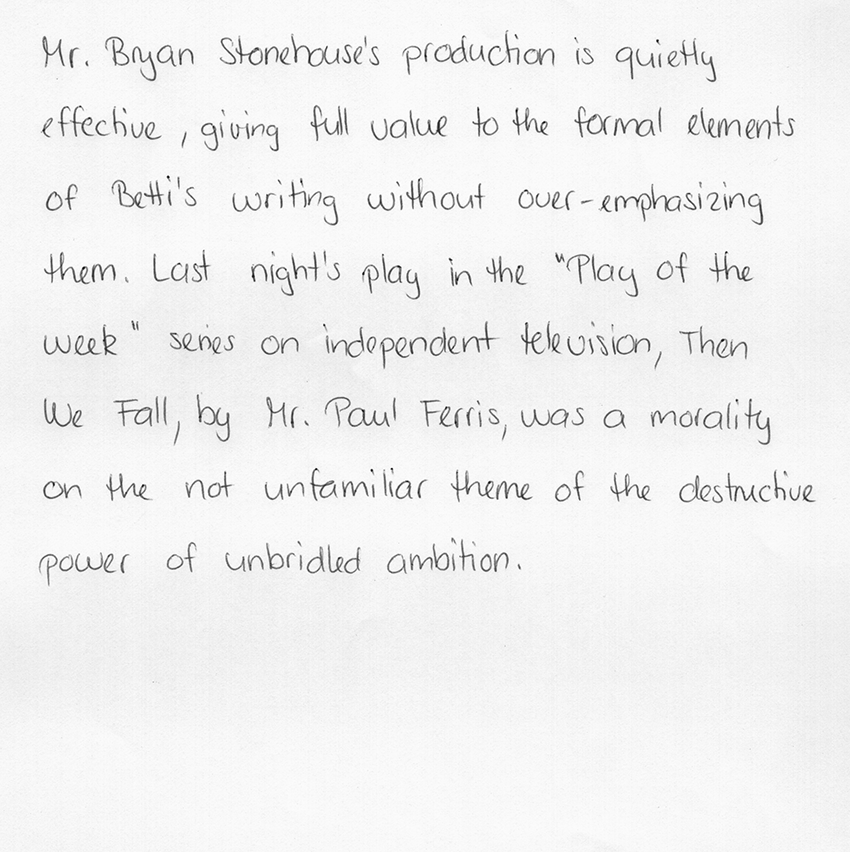 Mr. Bryan Stonehouse's production is quietly
effective , giving full value to the formal elements
of Betti's writing without over-emphasizing
them. Last night's play in the "Play of the
week" series on independent television, Then
We Fall, by Mr. Paul Ferris, was a morality
on the not unfamiliar theme of the destructive
power of unbridled ambition.